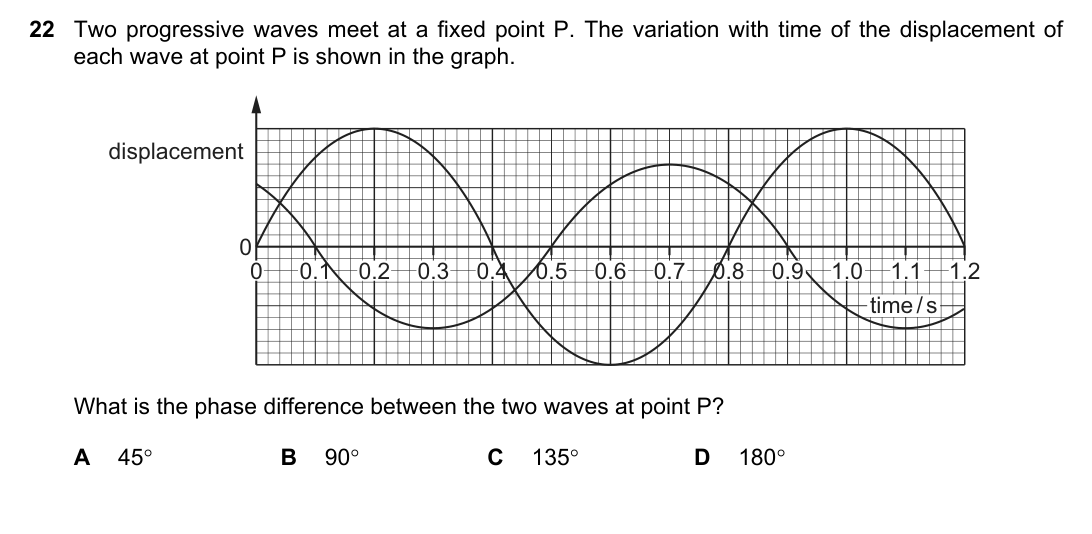 22 Two progressive waves meet at a fixed point P. The variation with time of the displacement of
each wave at point P is shown in the graph.
displacement
0
0 0.1 0.2 0.3 0.4 0.5 0.6 0.7 0.8 0.9 1.0 1.1 1.2
time / s
What is the phase difference between the two waves at point P?
A 45° B 90° C 135° D 180°